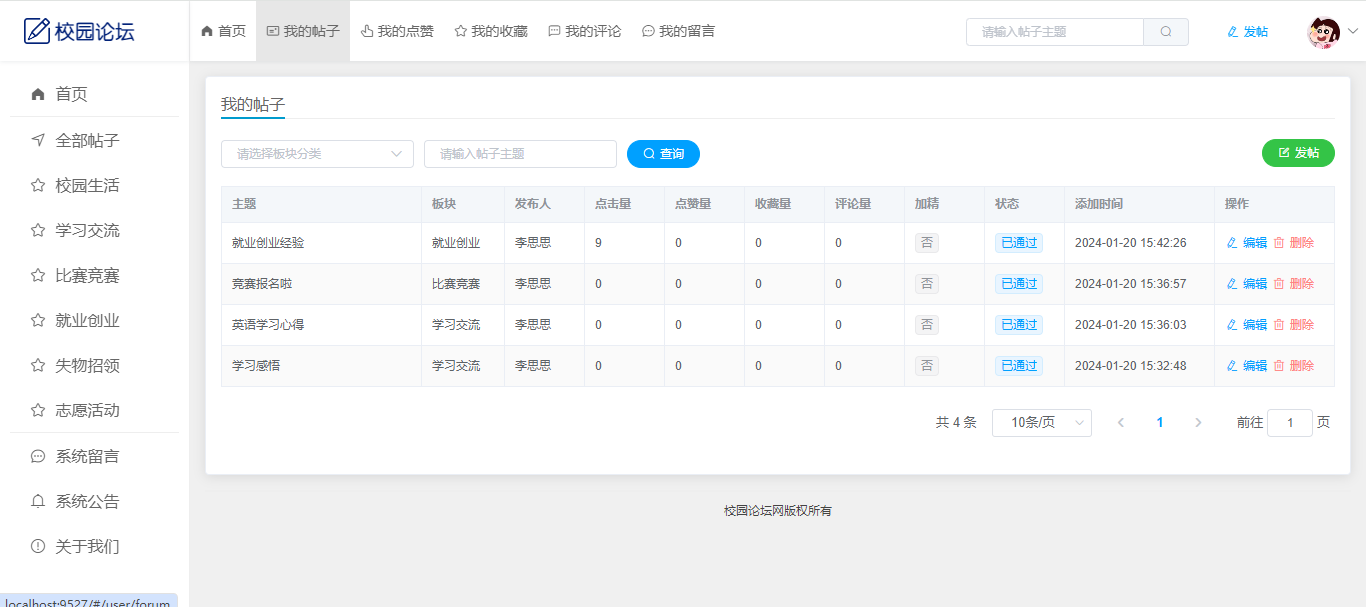 校园论坛
首页 我的帖子 我的点赞 我的收藏 我的评论 我的留言 请输入帖子主题 发帖
首页
全部帖子
校园生活
学习交流
比赛竞赛
就业创业
失物招领
志愿活动
系统留言
系统公告
关于我们
我的帖子
请选择板块分类 请输入帖子主题 查询 发帖
主题 板块 发布人 点击量 点赞量 收藏量 评论量 加精 状态 添加时间 操作
就业创业经验 就业创业 李思思 9 0 0 0 否 已通过 2024-01-20 15:42:26 编辑 删除
竞赛报名啦 比赛竞赛 李思思 0 0 0 0 否 已通过 2024-01-20 15:36:57 编辑 删除
英语学习心得 学习交流 李思思 0 0 0 0 否 已通过 2024-01-20 15:36:03 编辑 删除
学习感悟 学习交流 李思思 0 0 0 0 否 已通过 2024-01-20 15:32:48 编辑 删除
共 4 条 10条/页 1 前往 1 页
校园论坛网版权所有
localhost:9527/#/user/forum